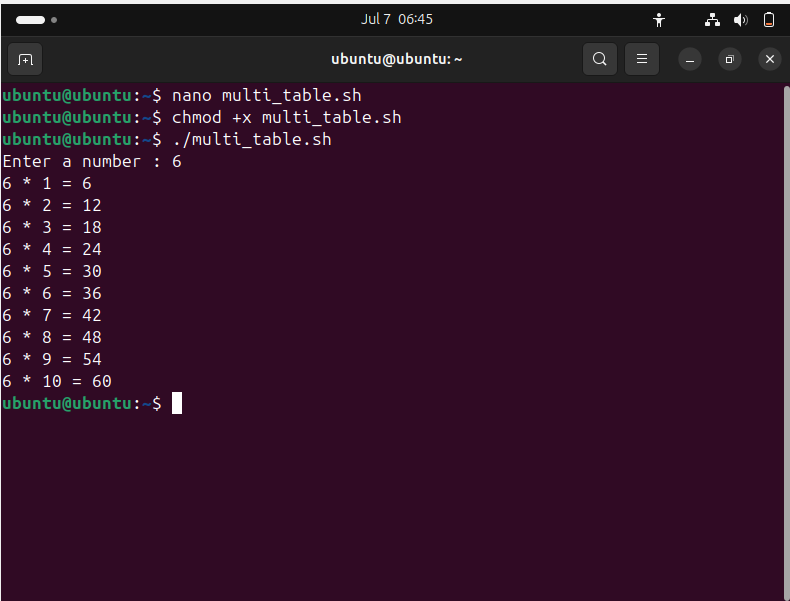 Jul 7 06:45
ubuntu@ubuntu: ~
ubuntu@ubuntu:~$ nano multi_table.sh
ubuntu@ubuntu:~$ chmod +x multi_table.sh
ubuntu@ubuntu:~$ ./multi_table.sh
Enter a number : 6
6 * 1 = 6
6 * 2 = 12
6 * 3 = 18
6 * 4 = 24
6 * 5 = 30
6 * 6 = 36
6 * 7 = 42
6 * 8 = 48
6 * 9 = 54
6 * 10 = 60
ubuntu@ubuntu:~$